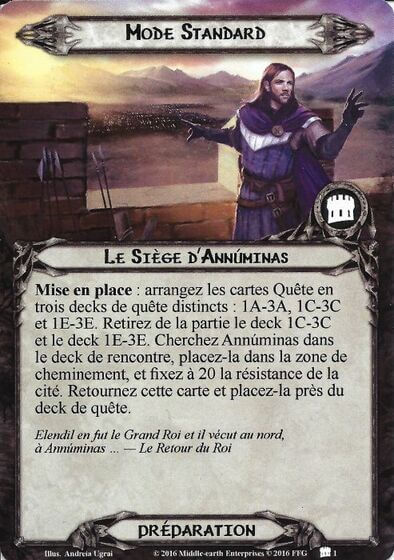 MODE STANDARD
LE SIÈGE D'ANNÚMINAS
Mise en place : arrangez les cartes Quête en
trois decks de quête distincts : 1A-3A, 1C-3C
et 1E-3E. Retirez de la partie le deck 1C-3C
et le deck 1E-3E. Cherchez Annúminas dans
le deck de rencontre, placez-la dans la zone de
cheminement, et fixez à 20 la résistance de la
cité. Retournez cette carte et placez-la près du
deck de quête.
Elendil en fut le Grand Roi et il vécut au nord,
à Annúminas ... — Le Retour du Roi
PRÉPARATION
Illus. Andreia Ugrai
© 2016 Middle-earth Enterprises © 2016 FFG
1